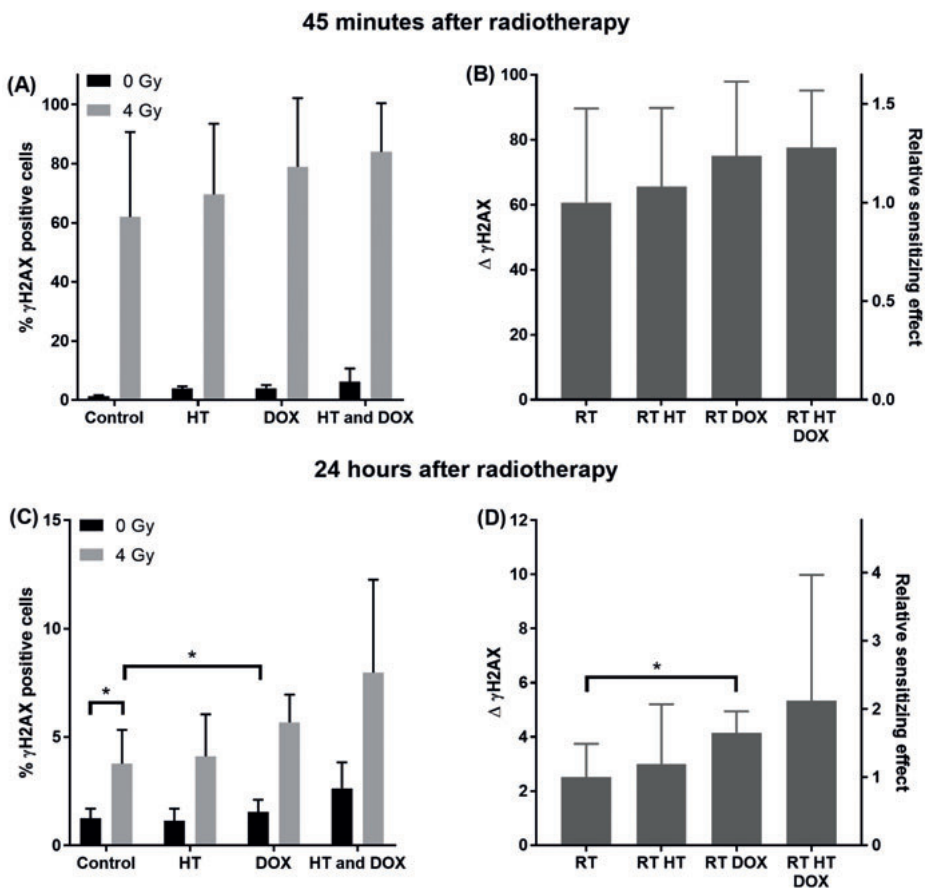 45 minutes after radiotherapy
(A)
0 Gy
4 Gy
% γH2AX positive cells
100
80
60
40
20
0
Control HT DOX HT and DOX
(B)
Δ γH2AX
100
80
60
40
20
0
1.5
1.0
0.5
0.0
Relative sensitizing effect
RT RT HT RT DOX RT HT
DOX
24 hours after radiotherapy
(C)
0 Gy
4 Gy
% γH2AX positive cells
15
10
5
0
*
*
Control HT DOX HT and DOX
(D)
Δ γH2AX
12
10
8
6
4
2
0
*
4
3
2
1
0
Relative sensitizing effect
RT RT HT RT DOX RT HT
DOX